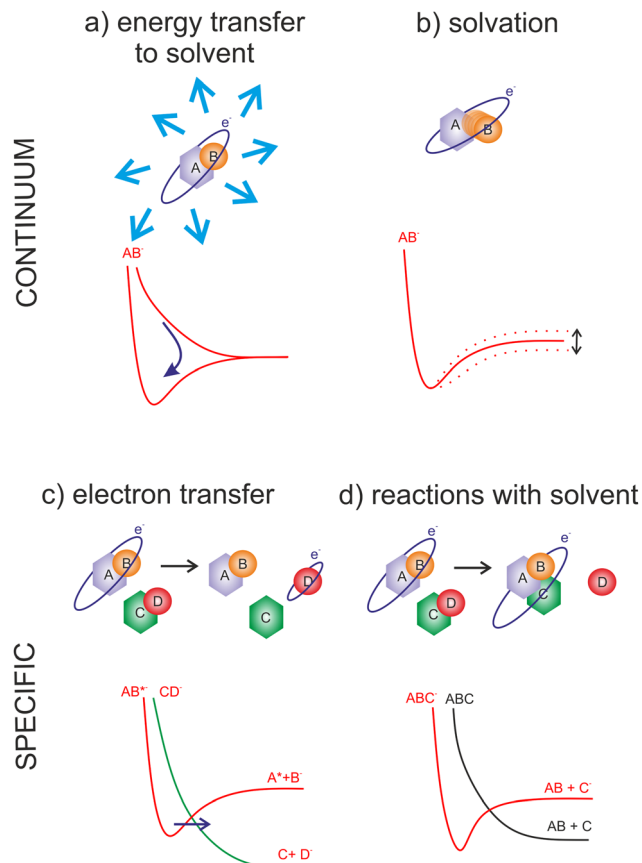 a) energy transfer
to solvent
b) solvation
CONTINUUM
e⁻
A
B
e⁻
A
B
AB⁻
AB⁻
c) electron transfer
d) reactions with solvent
SPECIFIC
e⁻
A
B
C
D
A
B
C
e⁻
D
e⁻
A
B
C
D
e⁻
A
B
C
D
AB*⁻
CD⁻
A*+B⁻
C+ D⁻
ABC⁻
ABC
AB + C⁻
AB + C